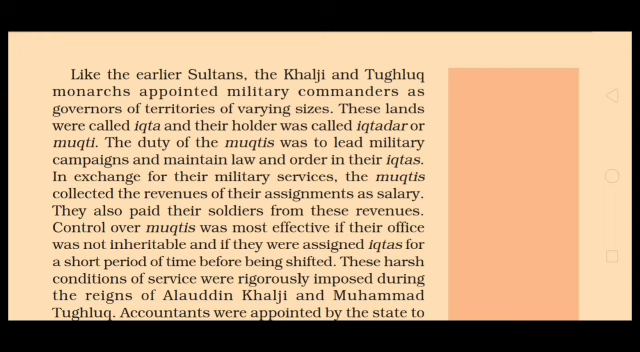 Like the earlier Sultans, the Khalji and Tughluq
monarchs appointed military commanders as
governors of territories of varying sizes. These lands
were called iqta and their holder was called iqtadar or
muqti. The duty of the muqtis was to lead military
campaigns and maintain law and order in their iqtas.
In exchange for their military services, the muqtis
collected the revenues of their assignments as salary.
They also paid their soldiers from these revenues.
Control over muqtis was most effective if their office
was not inheritable and if they were assigned iqtas for
a short period of time before being shifted. These harsh
conditions of service were rigorously imposed during
the reigns of Alauddin Khalji and Muhammad
Tughluq. Accountants were appointed by the state to